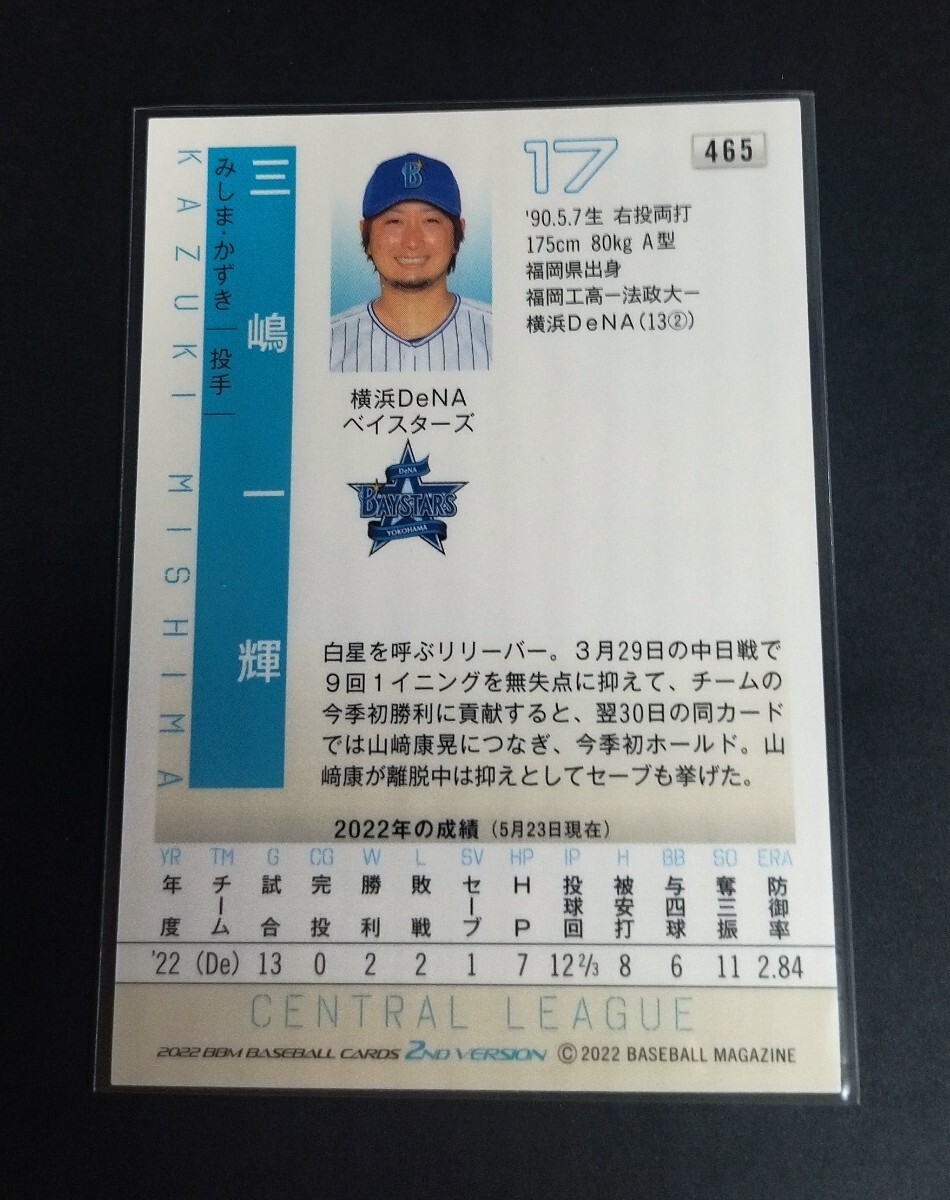 465
17
'90.5.7生 右投両打
175cm 80kg A型
福岡県出身
福岡工高ー法政大ー
横浜DeNA(13②)
三嶋一輝
みしま・かずき|投手|
KAZUKI MISHIMA
B
横浜DeNA
ベイスターズ
DeNA
BAYSTARS
YOKOHAMA
白星を呼ぶリリーバー。3月29日の中日戦で
9回1イニングを無失点に抑えて、チームの
今季初勝利に貢献すると、翌30日の同カード
では山﨑康晃につなぎ、今季初ホールド。山
﨑康が離脱中は抑えとしてセーブも挙げた。
2022年の成績(5月23日現在)
YR TM G CG W L SV HP IP H BB SO ERA
年度 チーム 試合 完投 勝利 敗戦 セーブ HP 投球回 被安打 与四球 奪三振 防御率
'22 (De) 13 0 2 2 1 7 12 2/3 8 6 11 2.84
CENTRAL LEAGUE
2022 BBM BASEBALL CARDS 2ND VERSION ©2022 BASEBALL MAGAZINE